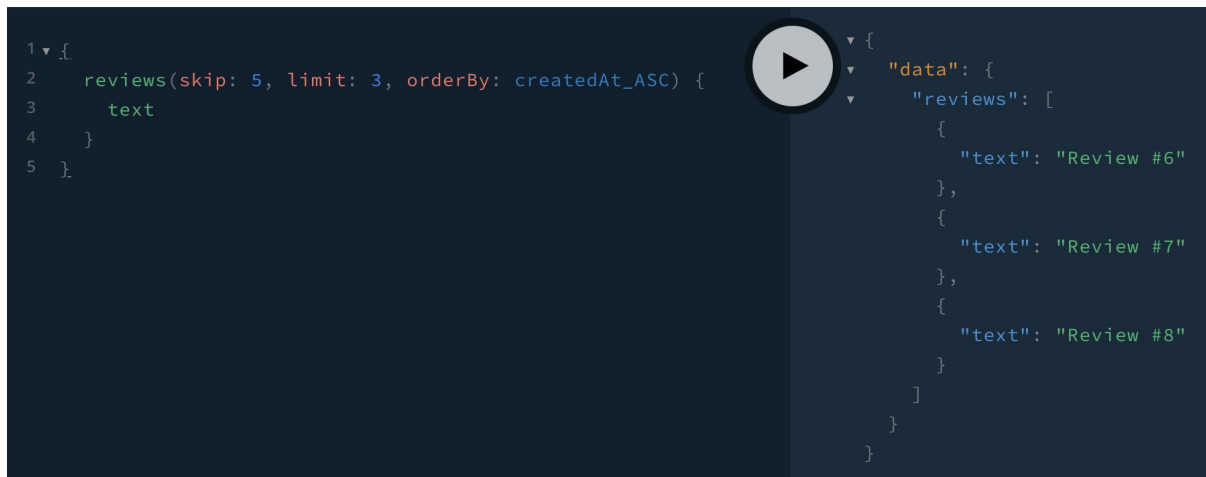 1 {
2 reviews(skip: 5, limit: 3, orderBy: createdAt_ASC) {
3 text
4 }
5 }
{
"data": {
"reviews": [
{
"text": "Review #6"
},
{
"text": "Review #7"
},
{
"text": "Review #8"
}
]
}
}